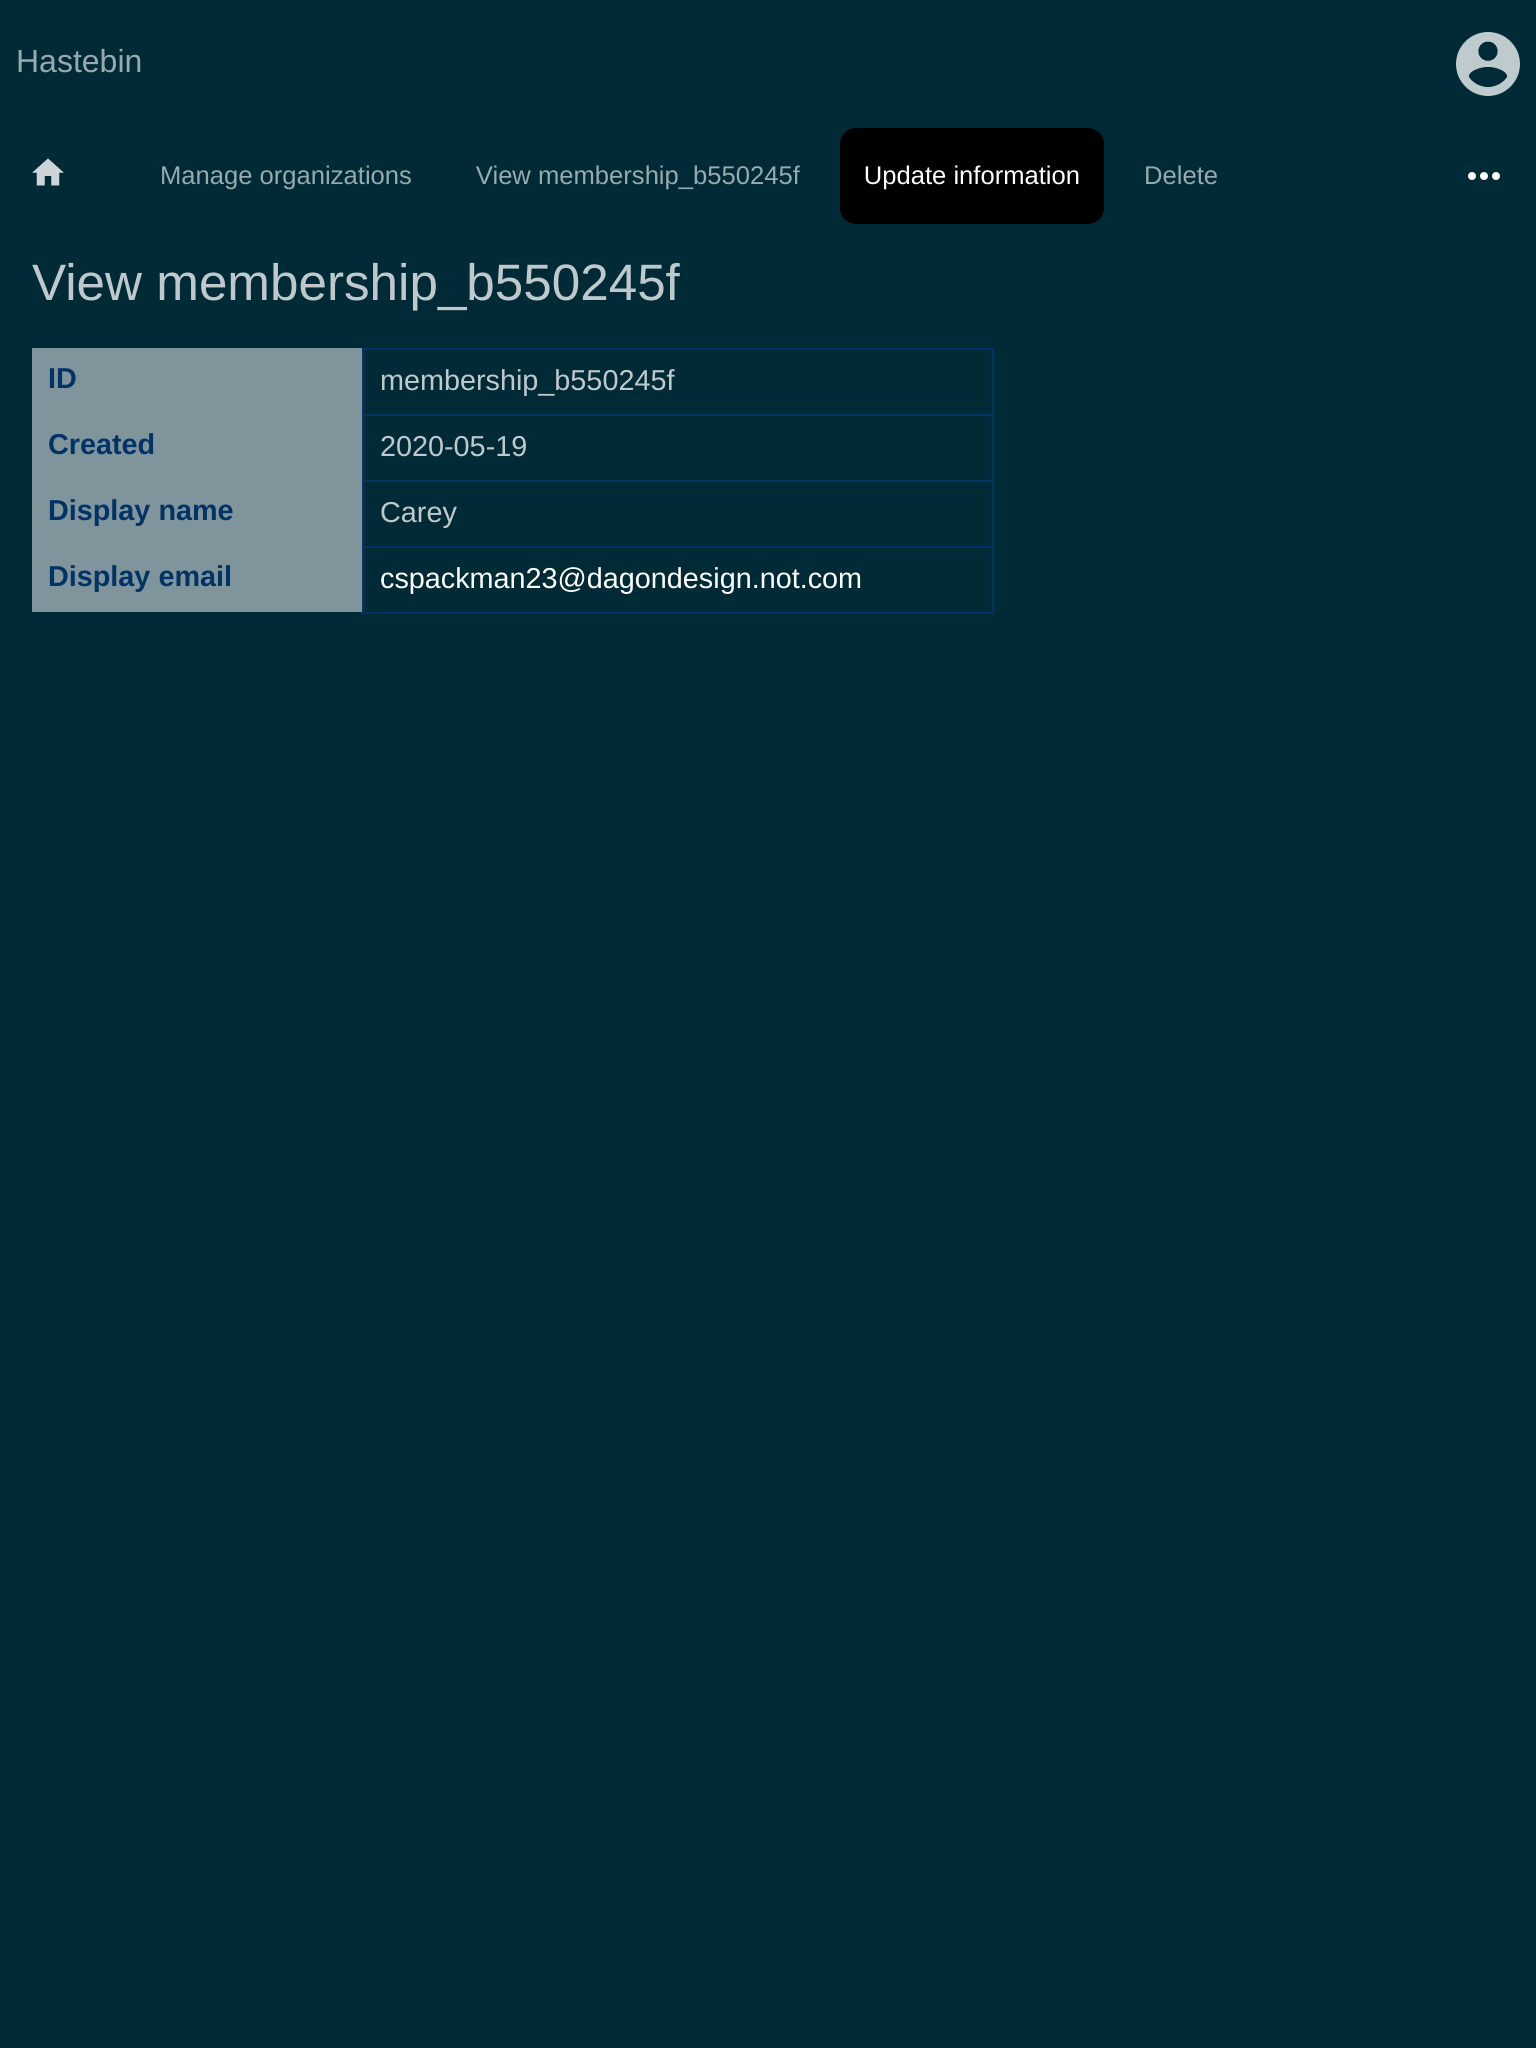 Hastebin
Manage organizations View membership_b550245f Update information Delete
View membership_b550245f
ID membership_b550245f
Created 2020-05-19
Display name Carey
Display email cspackman23@dagondesign.not.com